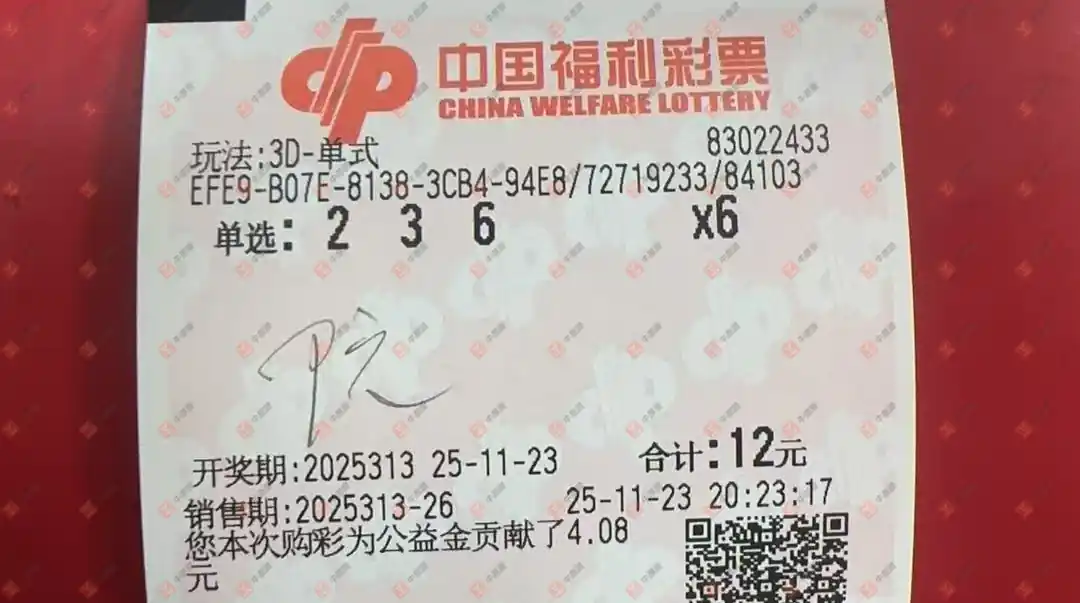 中国福利彩票
CHINA WELFARE LOTTERY
玩法:3D-单式 83022433
EFE9-B07E-8138-3CB4-94E8/72719233/84103
单选: 2 3 6 x6
开奖期:2025313 25-11-23 合计:12元
销售期:2025313-26 25-11-23 20:23:17
您本次购彩为公益金贡献了4.08
元